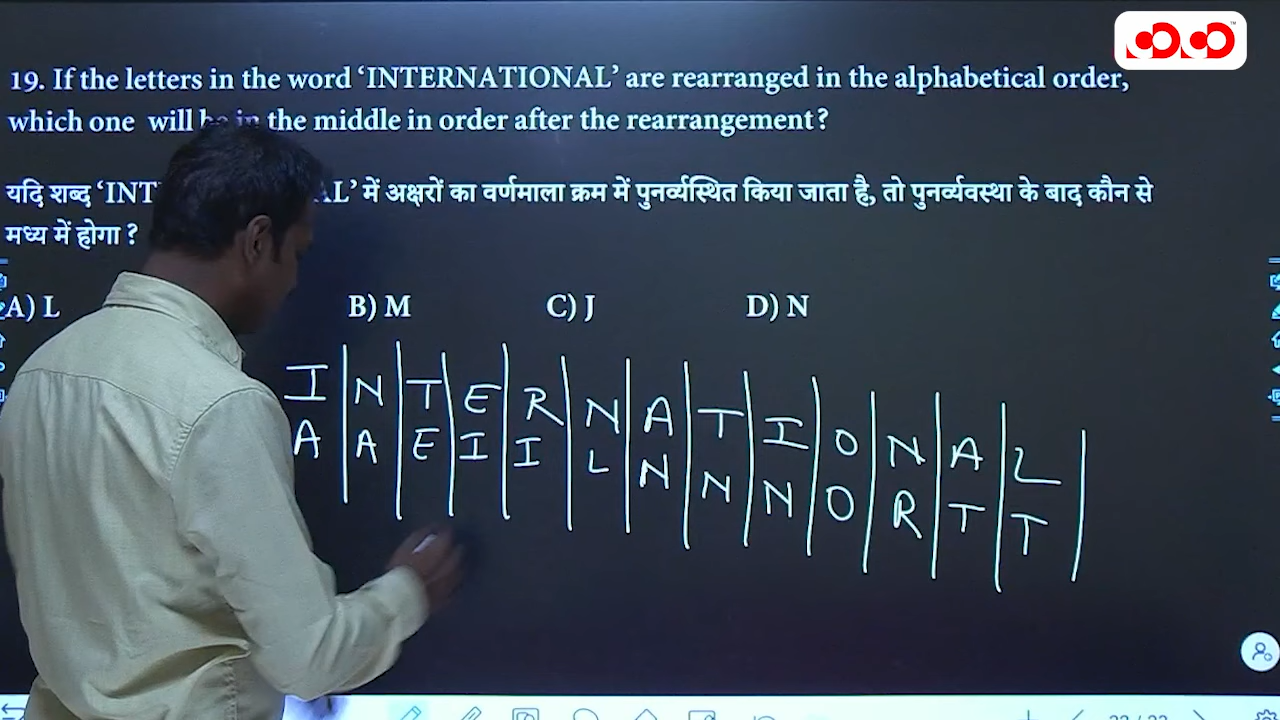 19. If the letters in the word ‘INTERNATIONAL’ are rearranged in the alphabetical order,
which one will be in the middle in order after the rearrangement?
यदि शब्द ‘INT AL’ में अक्षरों का वर्णमाला क्रम में पुनर्व्यस्थित किया जाता है, तो पुनर्व्यवस्था के बाद कौन से
मध्य में होगा ?
A) L B) M C) J D) N
I N T E R N A T I O N A L
A A E I I L N N N O R T T